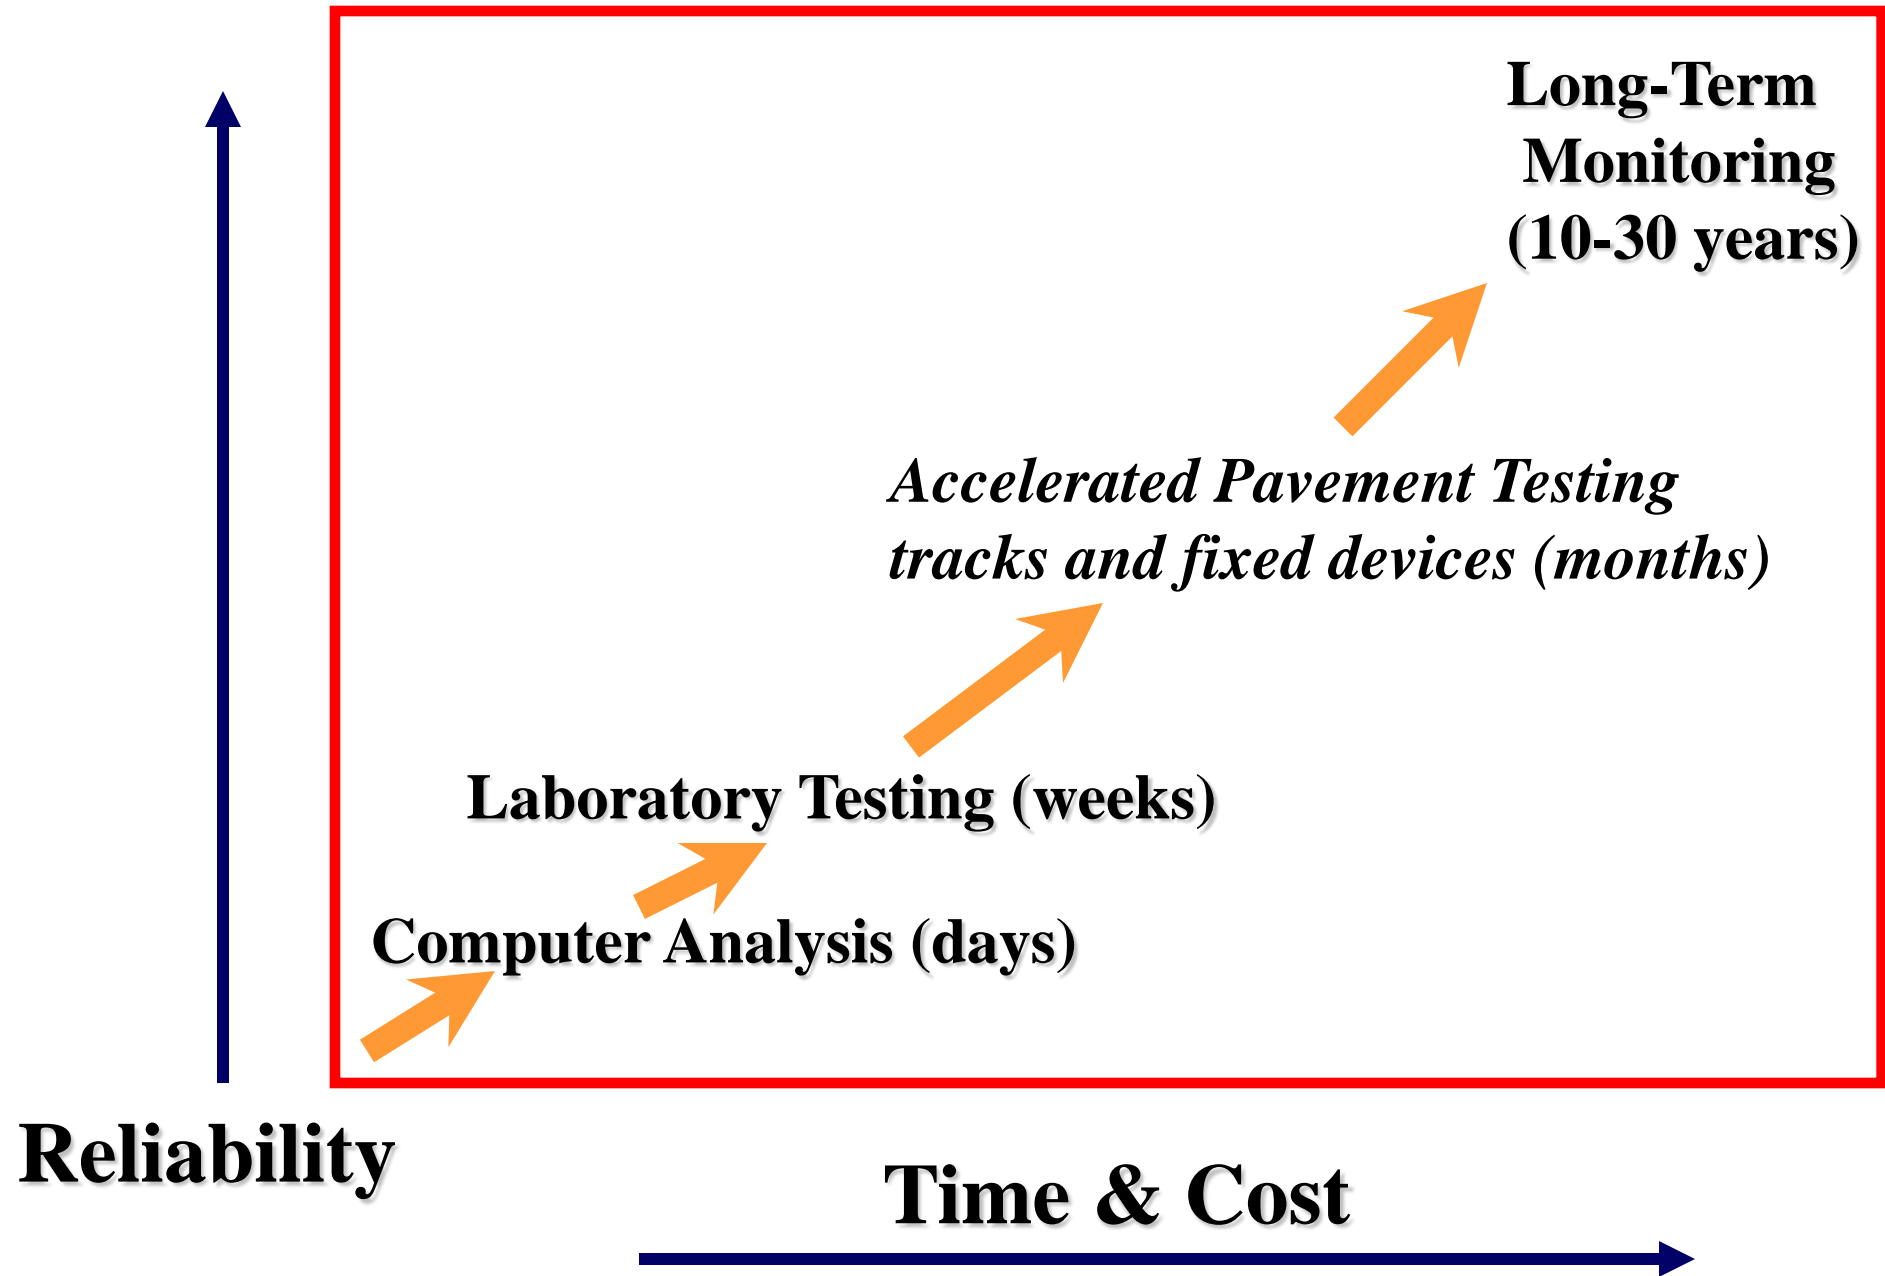 Long-Term
Monitoring
(10-30 years)
Accelerated Pavement Testing
tracks and fixed devices (months)
Laboratory Testing (weeks)
Computer Analysis (days)
Reliability
Time & Cost